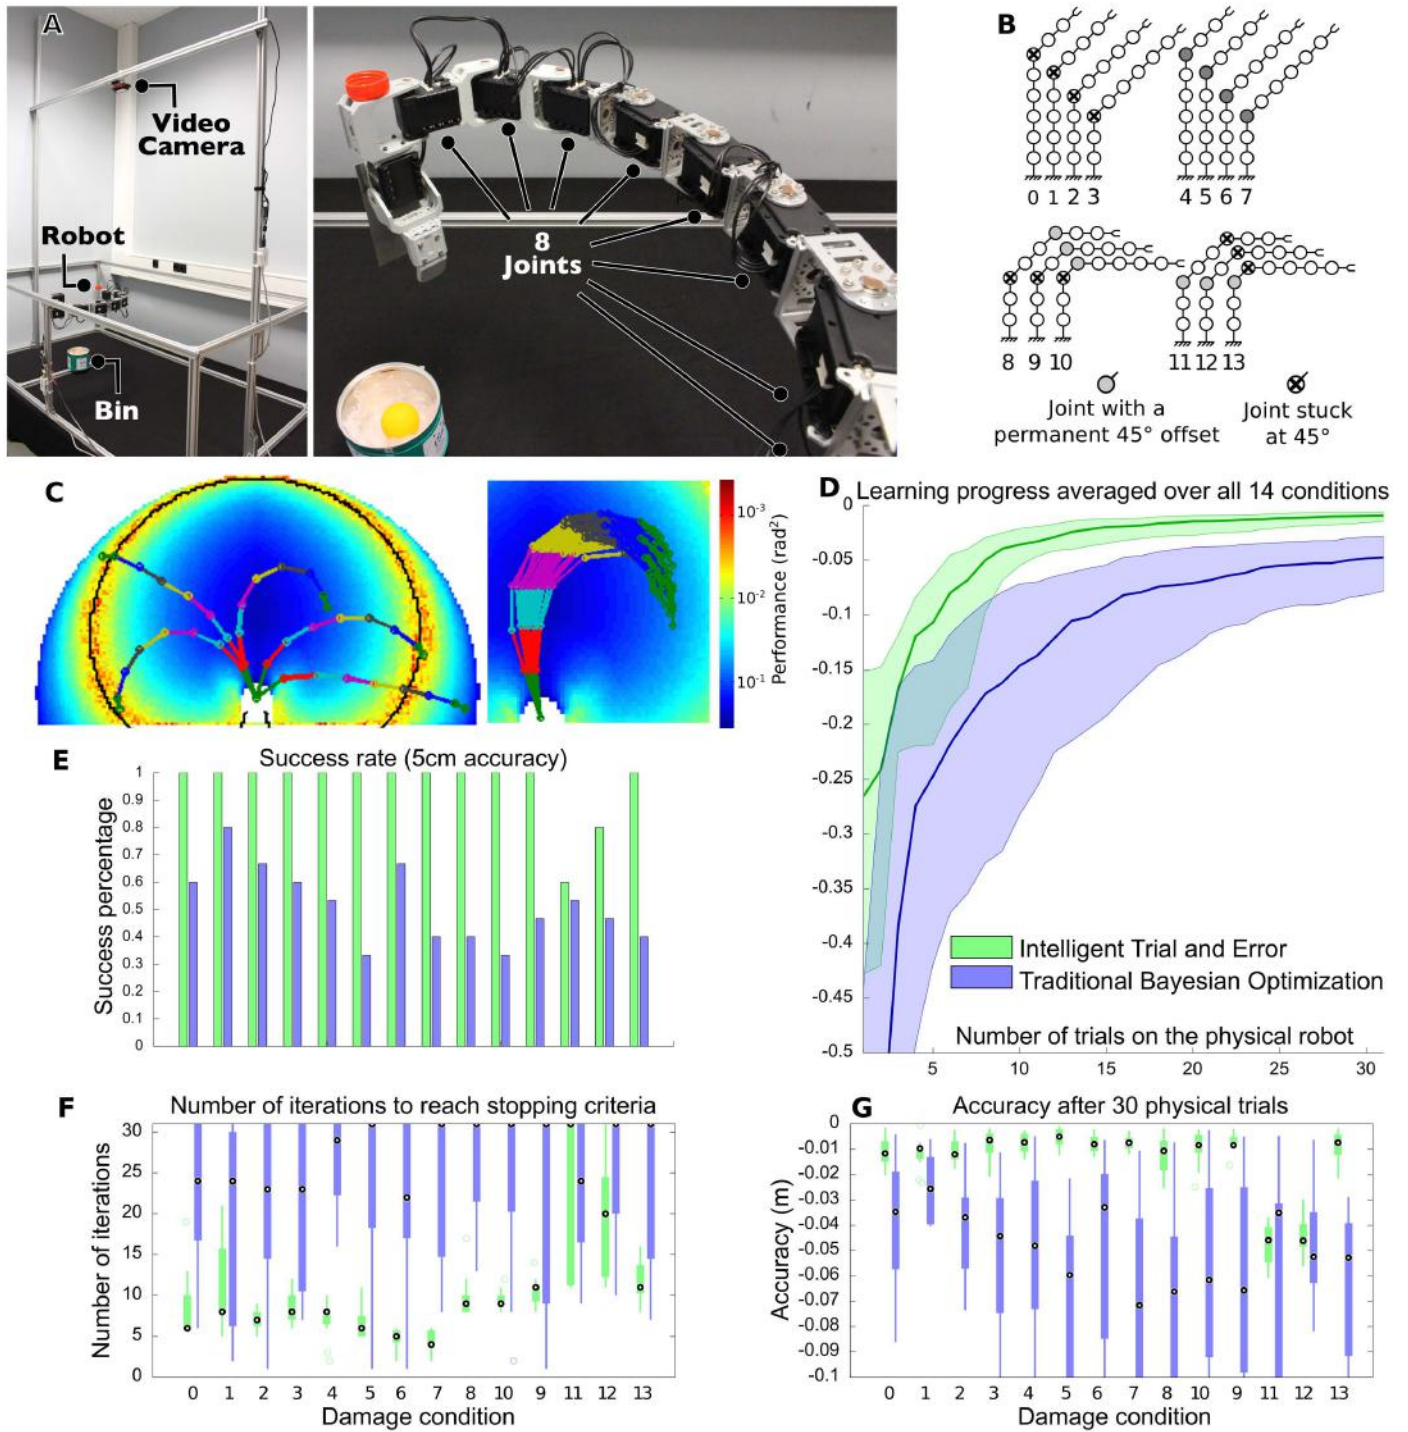 A
Video
Camera
Robot
Bin
8
Joints
B
0 1 2 3
4 5 6 7
8 9 10
11 12 13
Joint with a
permanent 45° offset
Joint stuck
at 45°
C
10-3
10-2
10-1
Performance (rad2)
D
Learning progress averaged over all 14 conditions
0
-0.05
-0.1
-0.15
-0.2
-0.25
-0.3
-0.35
-0.4
-0.45
-0.5
Intelligent Trial and Error
Traditional Bayesian Optimization
Number of trials on the physical robot
5 10 15 20 25 30
E
Success rate (5cm accuracy)
Success percentage
1
0.9
0.8
0.7
0.6
0.5
0.4
0.3
0.2
0.1
0
F
Number of iterations to reach stopping criteria
Number of iterations
30
25
20
15
10
5
0
0 1 2 3 4 5 6 7 8 10 9 11 12 13
Damage condition
G
Accuracy after 30 physical trials
Accuracy (m)
0
-0.01
-0.02
-0.03
-0.04
-0.05
-0.06
-0.07
-0.08
-0.09
-0.1
0 1 2 3 4 5 6 7 8 10 9 11 12 13
Damage condition